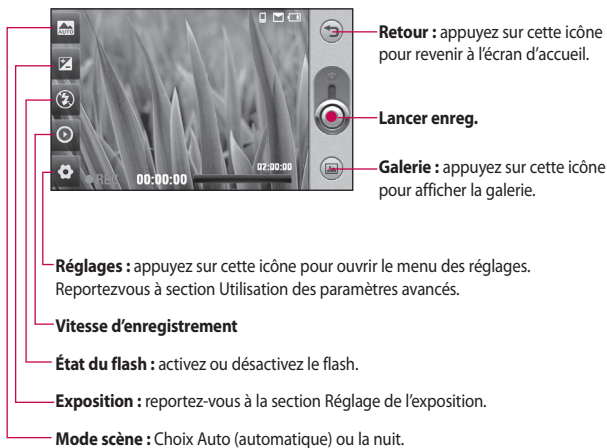 AUTO
Retour : appuyez sur cette icône
pour revenir à l'écran d'accueil.
Lancer enreg.
Galerie : appuyez sur cette icône
pour afficher la galerie.
REC 00:00:00 02:00:00
Réglages : appuyez sur cette icône pour ouvrir le menu des réglages.
Reportezvous à section Utilisation des paramètres avancés.
Vitesse d'enregistrement
État du flash : activez ou désactivez le flash.
Exposition : reportez-vous à la section Réglage de l'exposition.
Mode scène : Choix Auto (automatique) ou la nuit.